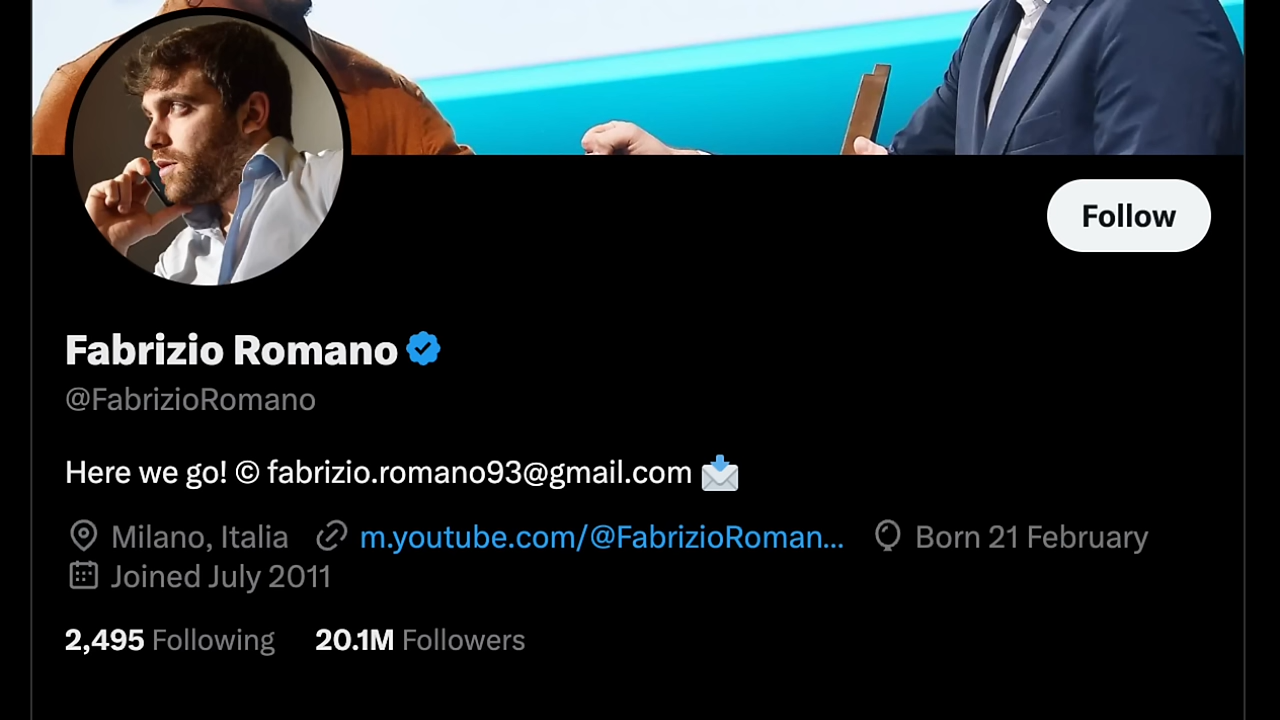 Follow
Fabrizio Romano
@FabrizioRomano
Here we go! © fabrizio.romano93@gmail.com 📩
Milano, Italia m.youtube.com/@FabrizioRoman... Born 21 February
Joined July 2011
2,495 Following 20.1M Followers